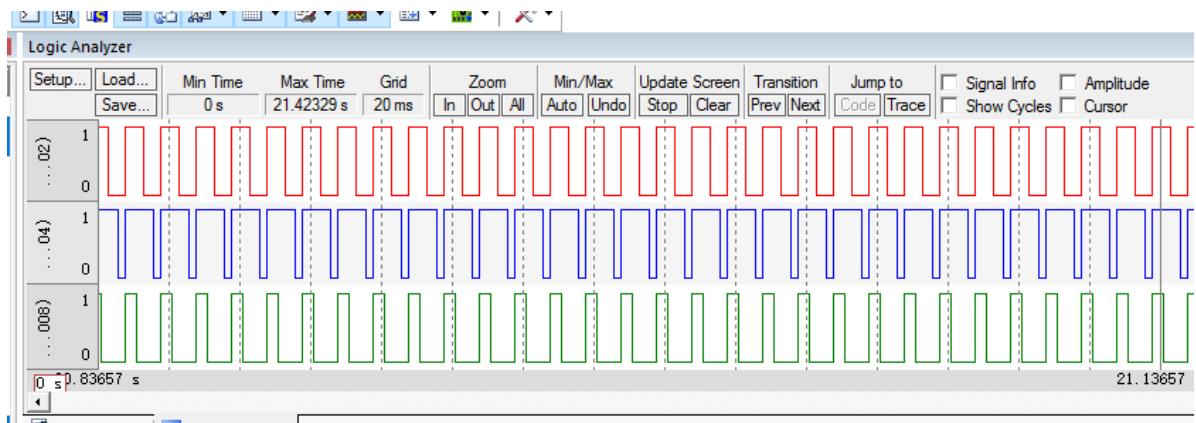 Logic Analyzer
Setup... Load... Min Time Max Time Grid Zoom Min/Max Update Screen Transition Jump to Signal Info Amplitude
Save... 0 s 21.42329 s 20 ms In Out All Auto Undo Stop Clear Prev Next Code Trace Show Cycles Cursor
1
...02)
0
1
...04)
0
1
...008)
0
0 s 0.83657 s 21.13657